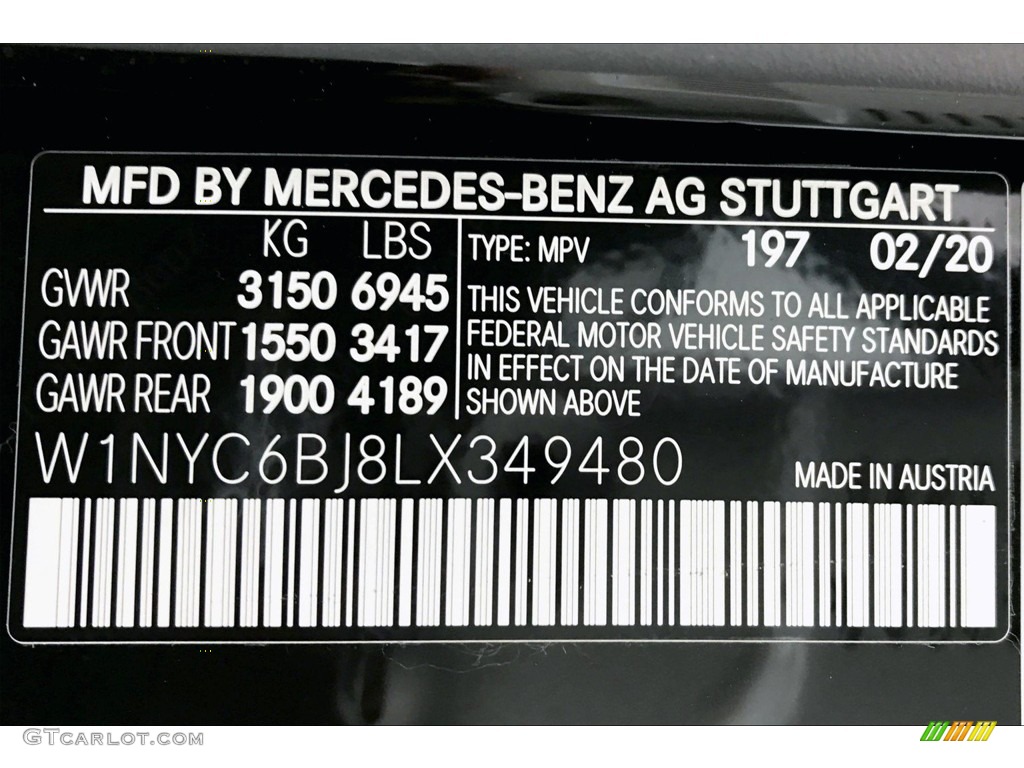 MFD BY MERCEDES-BENZ AG STUTTGART
KG LBS
GVWR 3150 6945
GAWR FRONT 1550 3417
GAWR REAR 1900 4189
TYPE: MPV 197 02/20
THIS VEHICLE CONFORMS TO ALL APPLICABLE
FEDERAL MOTOR VEHICLE SAFETY STANDARDS
IN EFFECT ON THE DATE OF MANUFACTURE
SHOWN ABOVE
W1NYC6BJ8LX349480
MADE IN AUSTRIA
GTCarLot.com